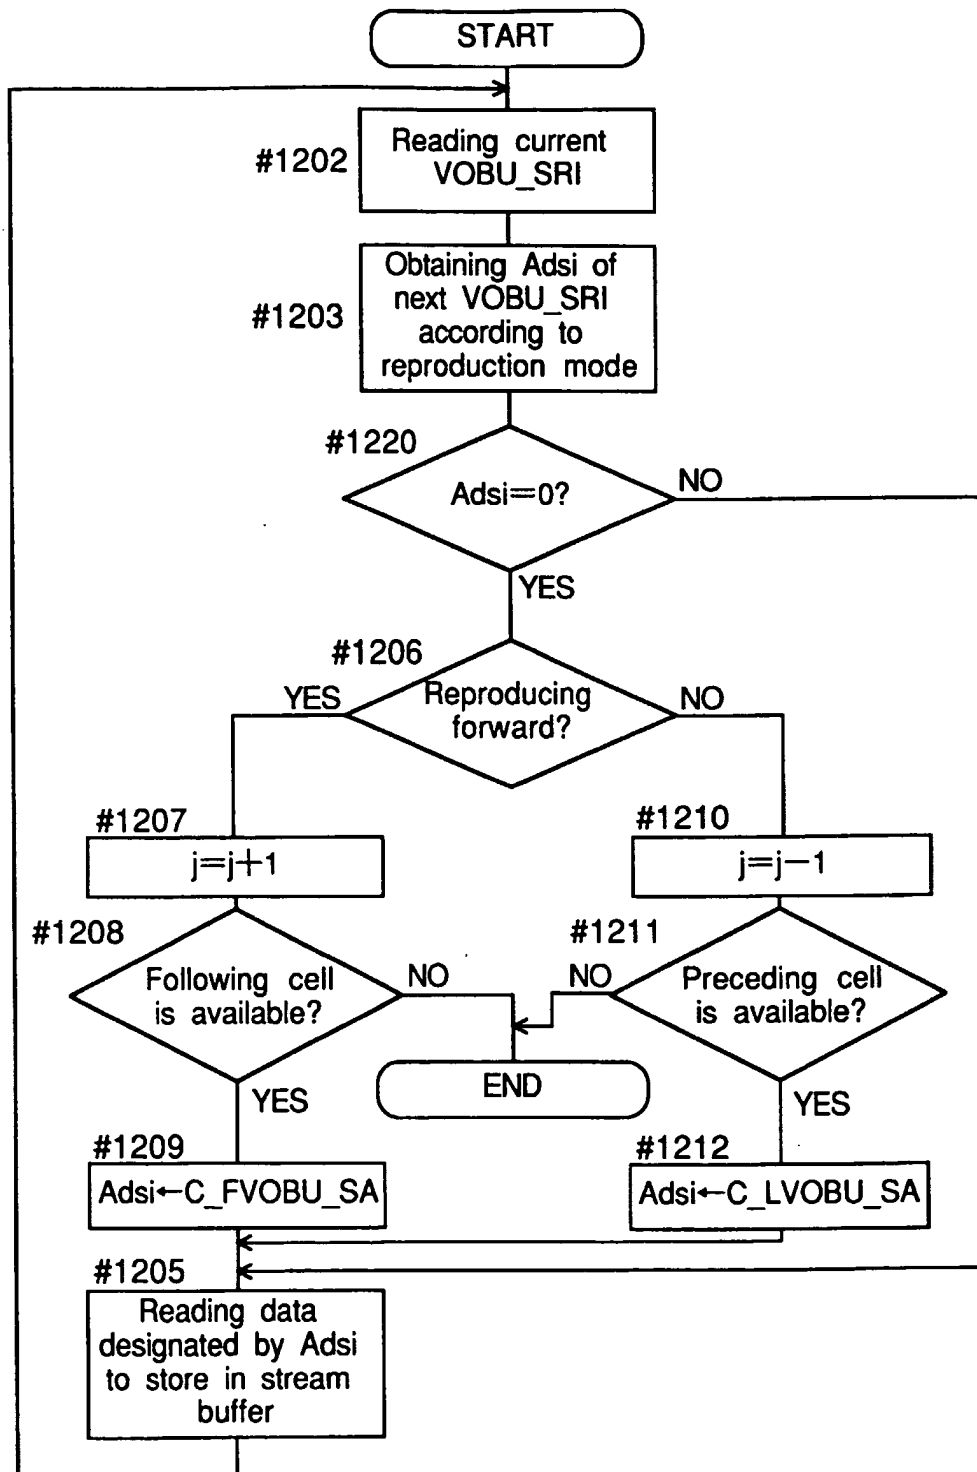 START
#1202
Reading current
VOBU_SRI
#1203
Obtaining Adsi of
next VOBU_SRI
according to
reproduction mode
#1220
Adsi=0?
NO
YES
#1206
YES
Reproducing
forward?
NO
#1207
j=j+1
#1210
j=j−1
#1208
Following cell
is available?
NO
#1211
NO
Preceding cell
is available?
END
YES
YES
#1209
Adsi←C_FVOBU_SA
#1212
Adsi←C_LVOBU_SA
#1205
Reading data
designated by Adsi
to store in stream
buffer